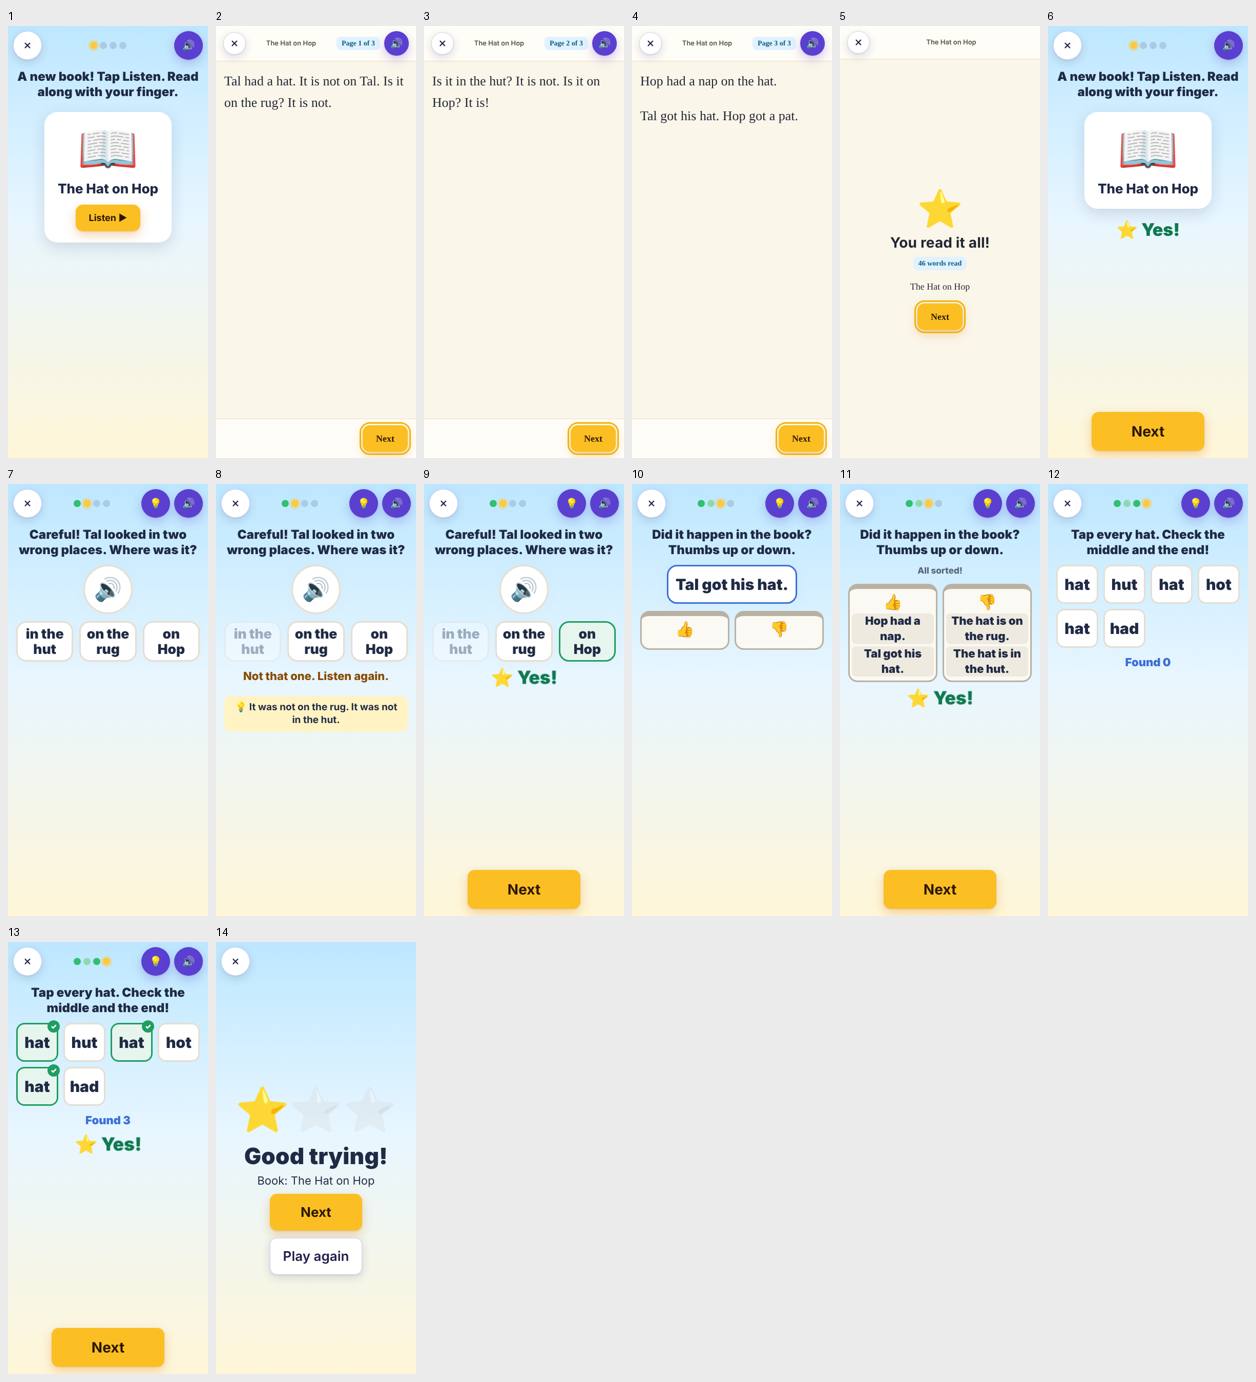 1
A new book! Tap Listen. Read
along with your finger.
The Hat on Hop
Listen ▶
2
The Hat on Hop
Page 1 of 3
Tal had a hat. It is not on Tal. Is it
on the rug? It is not.
Next
3
The Hat on Hop
Page 2 of 3
Is it in the hut? It is not. Is it on
Hop? It is!
Next
4
The Hat on Hop
Page 3 of 3
Hop had a nap on the hat.
Tal got his hat. Hop got a pat.
Next
5
The Hat on Hop
You read it all!
46 words read
The Hat on Hop
Next
6
A new book! Tap Listen. Read
along with your finger.
The Hat on Hop
Yes!
Next
7
Careful! Tal looked in two
wrong places. Where was it?
in the
hut
on the
rug
on
Hop
8
Careful! Tal looked in two
wrong places. Where was it?
in the
hut
on the
rug
on
Hop
Not that one. Listen again.
It was not on the rug. It was not
in the hut.
9
Careful! Tal looked in two
wrong places. Where was it?
in the
hut
on the
rug
on
Hop
Yes!
Next
10
Did it happen in the book?
Thumbs up or down.
Tal got his hat.
11
Did it happen in the book?
Thumbs up or down.
All sorted!
Hop had a
nap.
Tal got his
hat.
The hat is on
the rug.
The hat is in
the hut.
Yes!
Next
12
Tap every hat. Check the
middle and the end!
hat hut hat hot
hat had
Found 0
13
Tap every hat. Check the
middle and the end!
hat hut hat hot
hat had
Found 3
Yes!
Next
14
Good trying!
Book: The Hat on Hop
Next
Play again